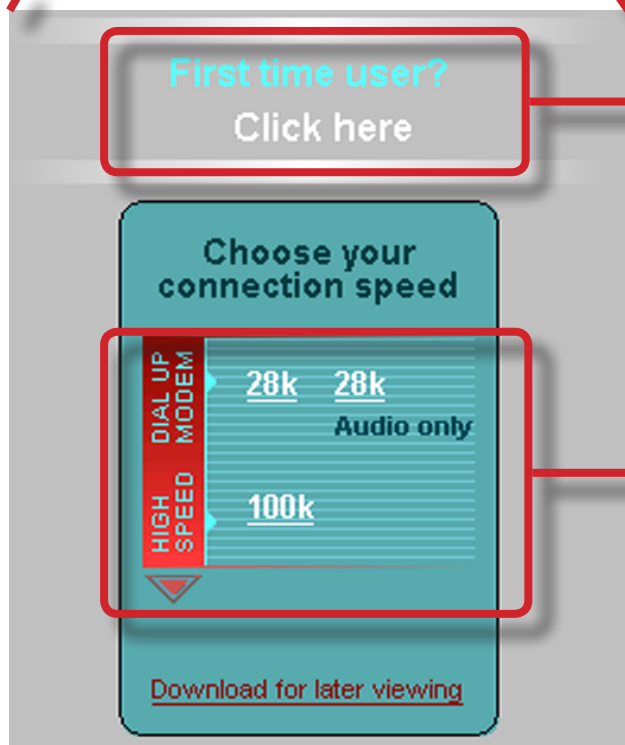 First time user?
Click here
Choose your
connection speed
DIAL UP
MODEM
28k 28k
Audio only
HIGH
SPEED
100k
Download for later viewing